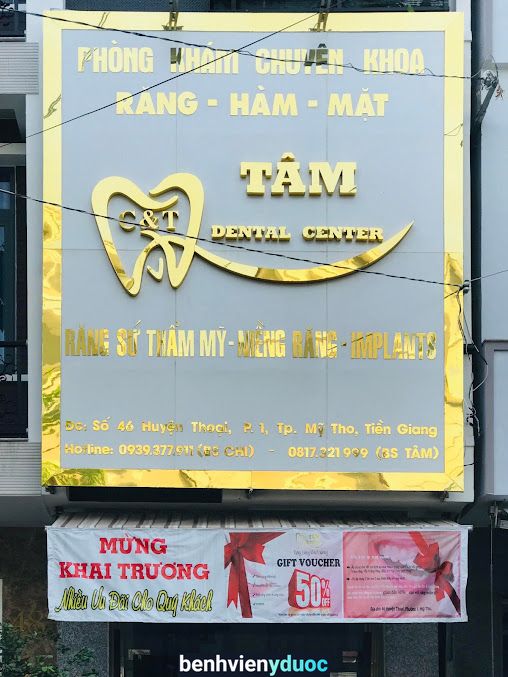 PHÒNG KHÁM CHUYÊN KHOA
RĂNG - HÀM - MẶT
C&T
TÂM
DENTAL CENTER
RĂNG SỨ THẨM MỸ - NIỀNG RĂNG - IMPLANTS
Đc: Số 46 Huyện Thoại, P. 1, Tp. Mỹ Tho, Tiền Giang
Hotline: 0939.377.911 (BS CHI) - 0817.321.999 (BS TÂM)
MỪNG
KHAI TRƯƠNG
Nhiều Ưu Đãi Cho Quý Khách
GIFT VOUCHER
50%
OFF
benhvienyduoc